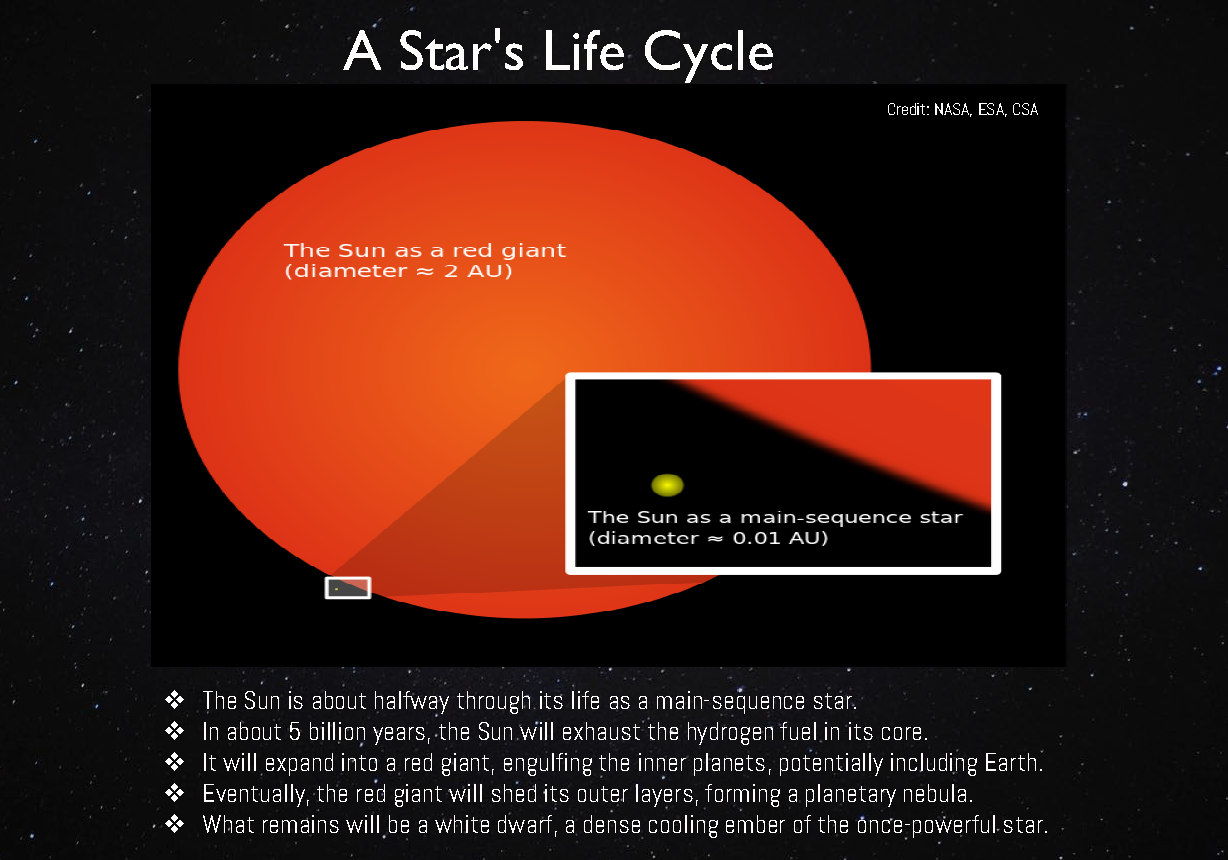 A Star's Life Cycle
Credit: NASA, ESA, CSA
The Sun as a red giant
(diameter ≈ 2 AU)
The Sun as a main-sequence star
(diameter ≈ 0.01 AU)
❖ The Sun is about halfway through its life as a main-sequence star.
❖ In about 5 billion years, the Sun will exhaust the hydrogen fuel in its core.
❖ It will expand into a red giant, engulfing the inner planets, potentially including Earth.
❖ Eventually, the red giant will shed its outer layers, forming a planetary nebula.
❖ What remains will be a white dwarf, a dense cooling ember of the once-powerful star.